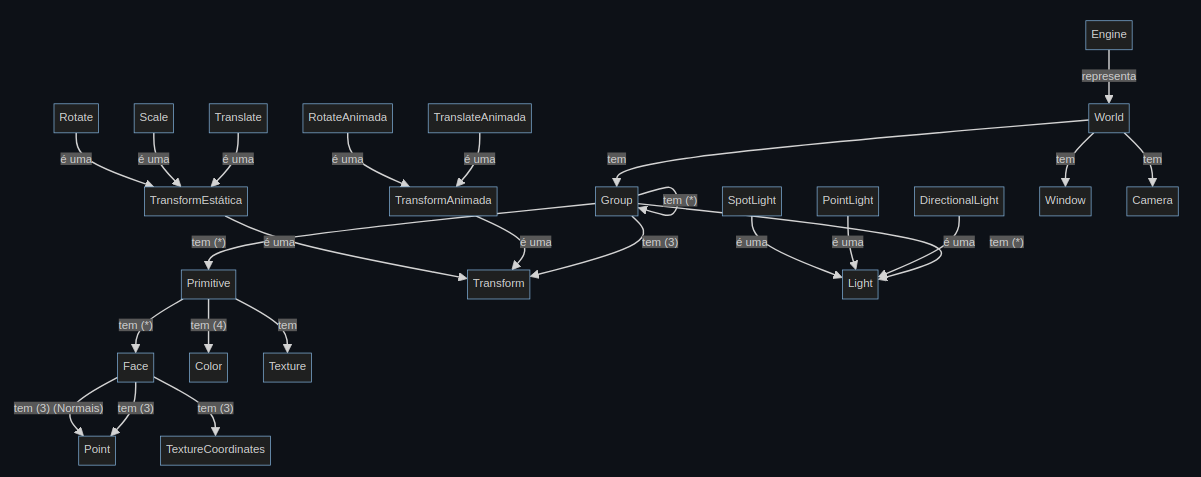 Engine
representa
Rotate
Scale
Translate
RotateAnimada
TranslateAnimada
World
é uma
é uma
é uma
é uma
é uma
tem
tem
tem
TransformEstática
TransformAnimada
Group
tem (*)
SpotLight
PointLight
DirectionalLight
Window
Camera
tem (*)
é uma
é uma
tem (3)
é uma
é uma
é uma
tem (*)
Primitive
Transform
Light
tem (*)
tem (4)
tem
Face
Color
Texture
tem (3) (Normais)
tem (3)
tem (3)
Point
TextureCoordinates